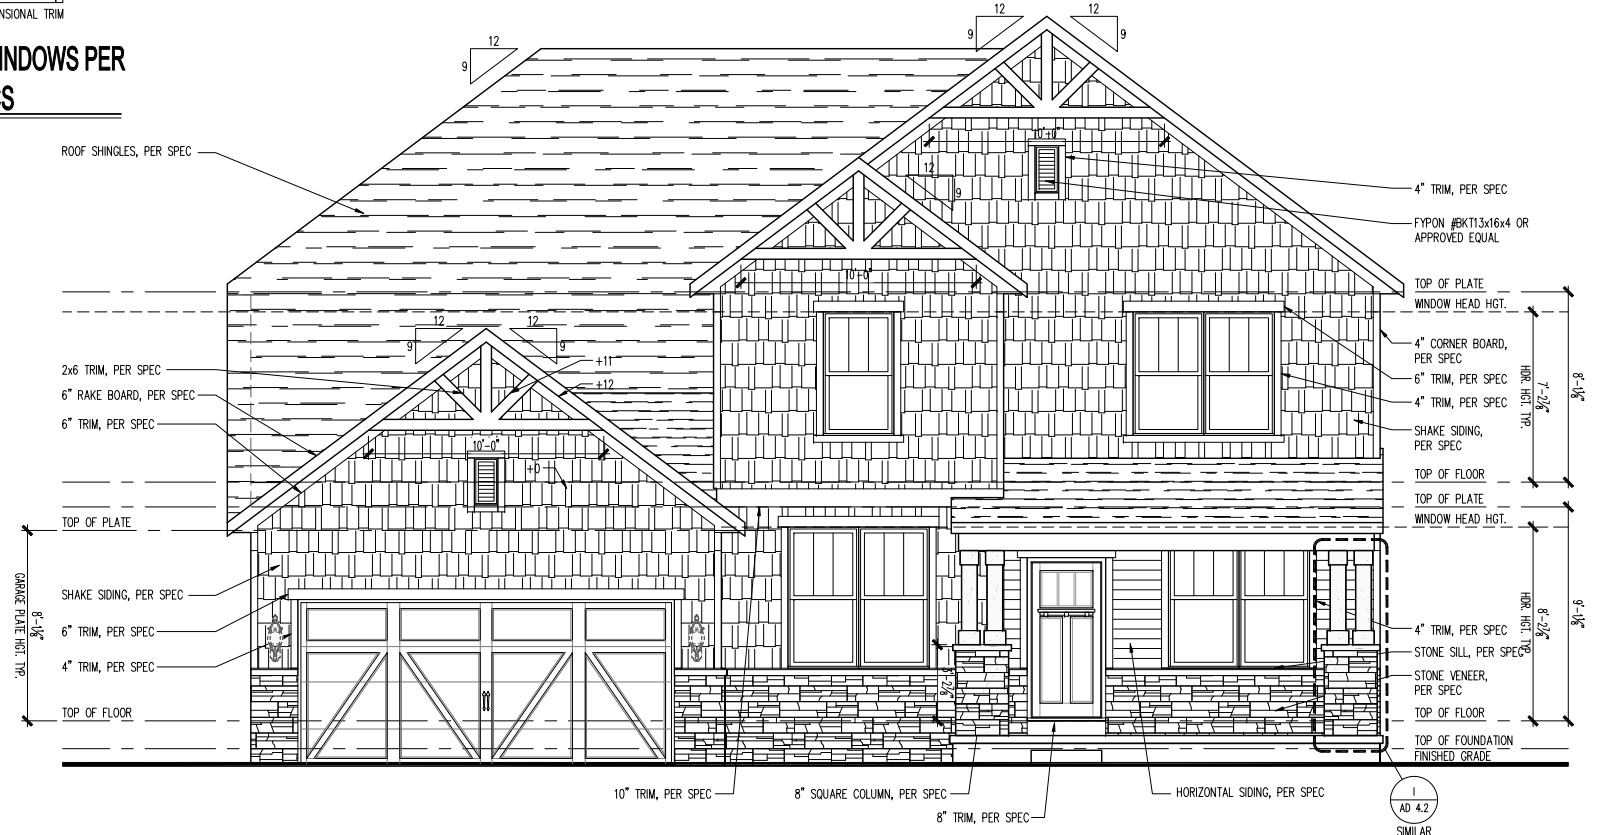 NSIONAL TRIM
INDOWS PER
CS
12
9
12
9
12
9
ROOF SHINGLES, PER SPEC
10'-0"
12
9
4" TRIM, PER SPEC
FYPON #BKT13x16x4 OR
APPROVED EQUAL
10'-0"
TOP OF PLATE
WINDOW HEAD HGT.
12
9
12
9
4" CORNER BOARD,
PER SPEC
2x6 TRIM, PER SPEC
+11
+12
6" TRIM, PER SPEC
6" RAKE BOARD, PER SPEC
4" TRIM, PER SPEC
HDR. HGT. TYP.
7'-2⅞"
8'-1⅛"
6" TRIM, PER SPEC
SHAKE SIDING,
PER SPEC
10'-0"
+0
TOP OF FLOOR
TOP OF PLATE
WINDOW HEAD HGT.
TOP OF PLATE
GARAGE PLATE HGT. TYP.
8'-1⅛"
SHAKE SIDING, PER SPEC
6" TRIM, PER SPEC
4" TRIM, PER SPEC
4" TRIM, PER SPEC
STONE SILL, PER SPEC
HDR. HGT. TYP.
8'-2⅞"
9'-1⅛"
STONE VENEER,
PER SPEC
3'-2⅞"
TOP OF FLOOR
TOP OF FLOOR
TOP OF FOUNDATION
FINISHED GRADE
10" TRIM, PER SPEC
8" SQUARE COLUMN, PER SPEC
HORIZONTAL SIDING, PER SPEC
8" TRIM, PER SPEC
1
AD 4.2
SIMILAR